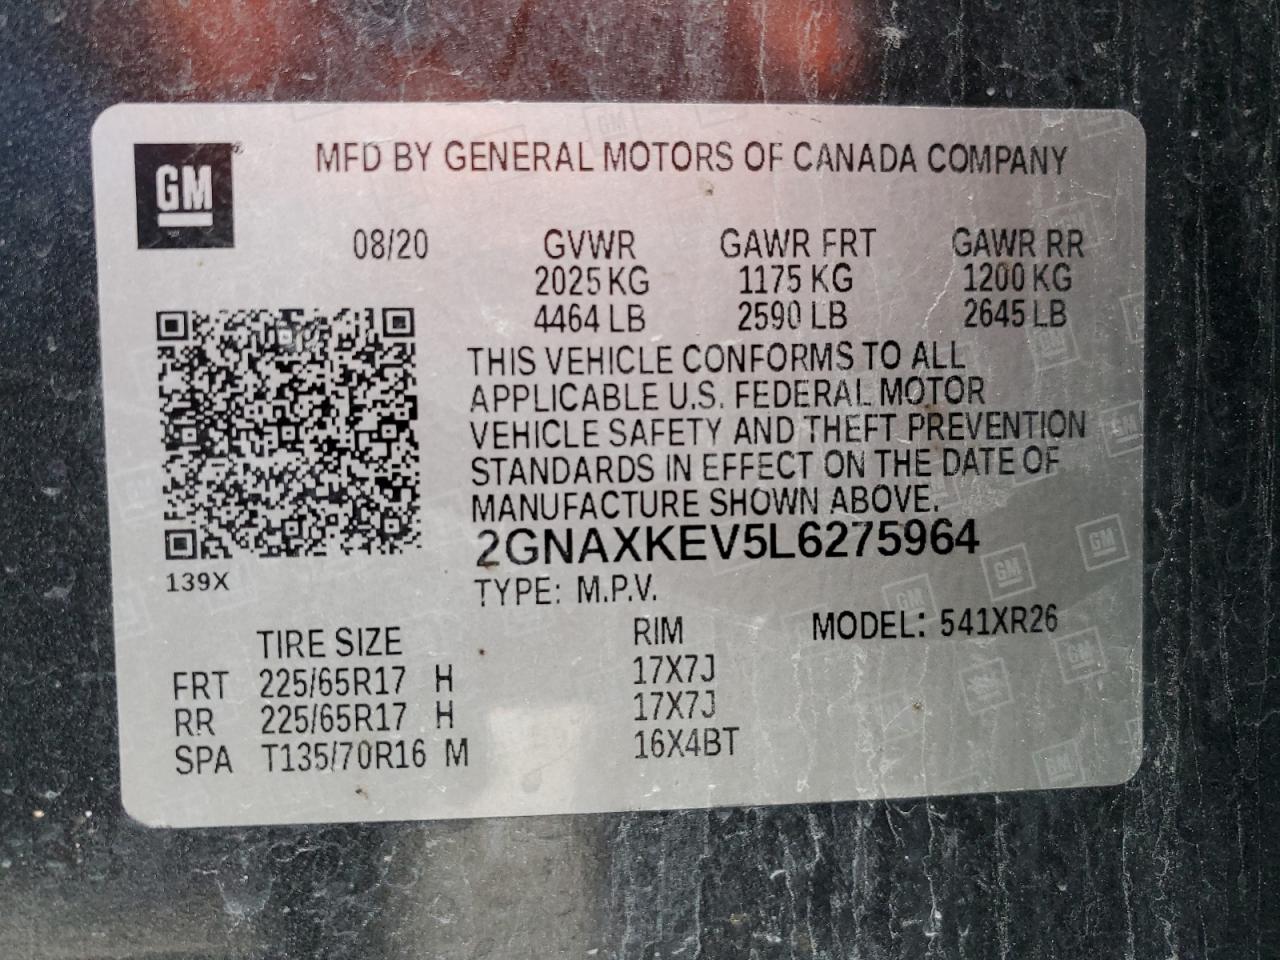 GM
MFD BY GENERAL MOTORS OF CANADA COMPANY
08/20 GVWR GAWR FRT GAWR RR
2025 KG 1175 KG 1200 KG
4464 LB 2590 LB 2645 LB
THIS VEHICLE CONFORMS TO ALL
APPLICABLE U.S. FEDERAL MOTOR
VEHICLE SAFETY AND THEFT PREVENTION
STANDARDS IN EFFECT ON THE DATE OF
MANUFACTURE SHOWN ABOVE.
2GNAXKEV5L6275964
139X
TYPE: M.P.V.
TIRE SIZE RIM MODEL: 541XR26
FRT 225/65R17 H 17X7J
RR 225/65R17 H 17X7J
SPA T135/70R16 M 16X4BT